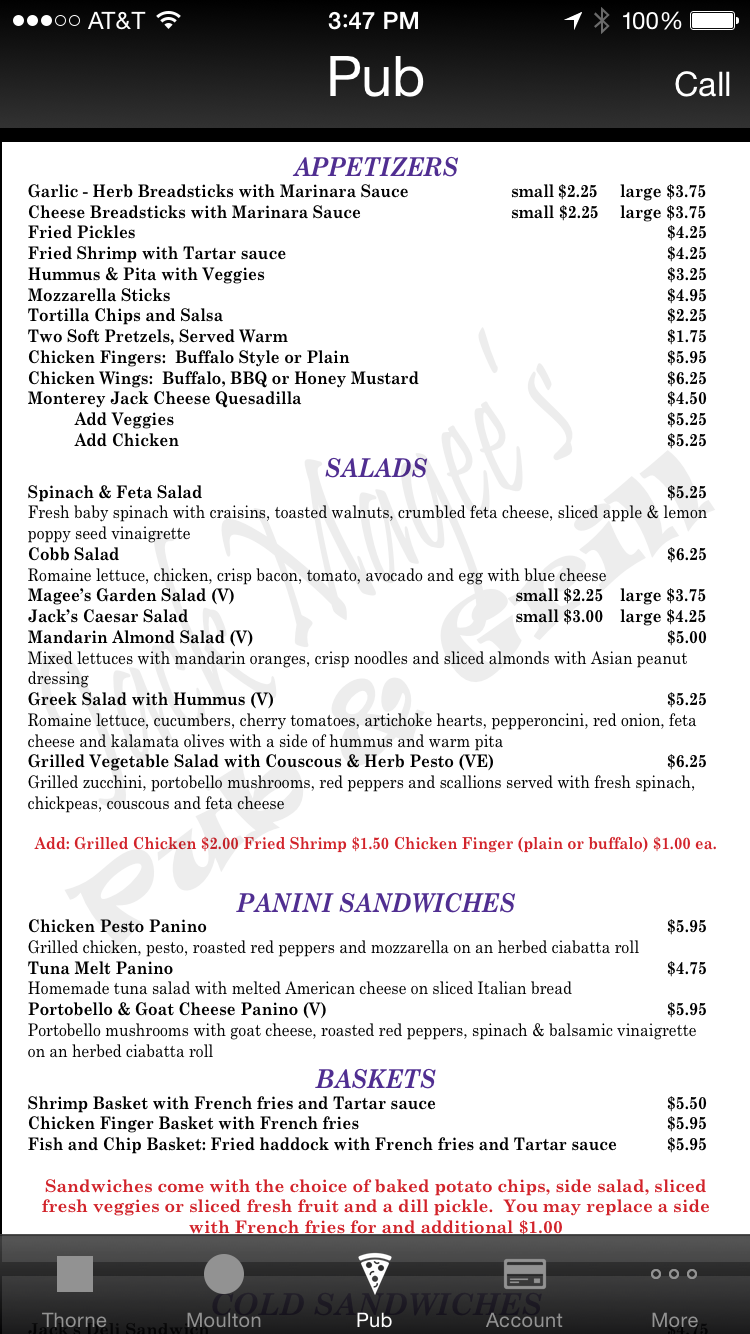 AT&T 3:47 PM 100%
Pub Call
APPETIZERS
Garlic - Herb Breadsticks with Marinara Sauce small $2.25 large $3.75
Cheese Breadsticks with Marinara Sauce small $2.25 large $3.75
Fried Pickles $4.25
Fried Shrimp with Tartar sauce $4.25
Hummus & Pita with Veggies $3.25
Mozzarella Sticks $4.95
Tortilla Chips and Salsa $2.25
Two Soft Pretzels, Served Warm $1.75
Chicken Fingers: Buffalo Style or Plain $5.95
Chicken Wings: Buffalo, BBQ or Honey Mustard $6.25
Monterey Jack Cheese Quesadilla $4.50
Add Veggies $5.25
Add Chicken $5.25
SALADS
Spinach & Feta Salad $5.25
Fresh baby spinach with craisins, toasted walnuts, crumbled feta cheese, sliced apple & lemon
poppy seed vinaigrette
Cobb Salad $6.25
Romaine lettuce, chicken, crisp bacon, tomato, avocado and egg with blue cheese
Magee's Garden Salad (V) small $2.25 large $3.75
Jack's Caesar Salad small $3.00 large $4.25
Mandarin Almond Salad (V) $5.00
Mixed lettuces with mandarin oranges, crisp noodles and sliced almonds with Asian peanut
dressing
Greek Salad with Hummus (V) $5.25
Romaine lettuce, cucumbers, cherry tomatoes, artichoke hearts, pepperoncini, red onion, feta
cheese and kalamata olives with a side of hummus and warm pita
Grilled Vegetable Salad with Couscous & Herb Pesto (VE) $6.25
Grilled zucchini, portobello mushrooms, red peppers and scallions served with fresh spinach,
chickpeas, couscous and feta cheese
Add: Grilled Chicken $2.00 Fried Shrimp $1.50 Chicken Finger (plain or buffalo) $1.00 ea.
Jack Magee's
Pub & Grill
PANINI SANDWICHES
Chicken Pesto Panino $5.95
Grilled chicken, pesto, roasted red peppers and mozzarella on an herbed ciabatta roll
Tuna Melt Panino $4.75
Homemade tuna salad with melted American cheese on sliced Italian bread
Portobello & Goat Cheese Panino (V) $5.95
Portobello mushrooms with goat cheese, roasted red peppers, spinach & balsamic vinaigrette
on an herbed ciabatta roll
BASKETS
Shrimp Basket with French fries and Tartar sauce $5.50
Chicken Finger Basket with French fries $5.95
Fish and Chip Basket: Fried haddock with French fries and Tartar sauce $5.95
Sandwiches come with the choice of baked potato chips, side salad, sliced
fresh veggies or sliced fresh fruit and a dill pickle. You may replace a side
with French fries for and additional $1.00
COLD SANDWICHES
Thorne Moulton Pub Account More
Jack's Deli Sandwich